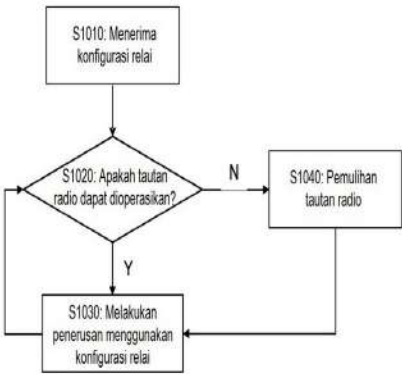 S1010: Menerima
konfigurasi relai
S1020: Apakah tautan
radio dapat dioperasikan?
N
S1040: Pemulihan
tautan radio
Y
S1030: Melakukan
penerusan menggunakan
konfigurasi relai